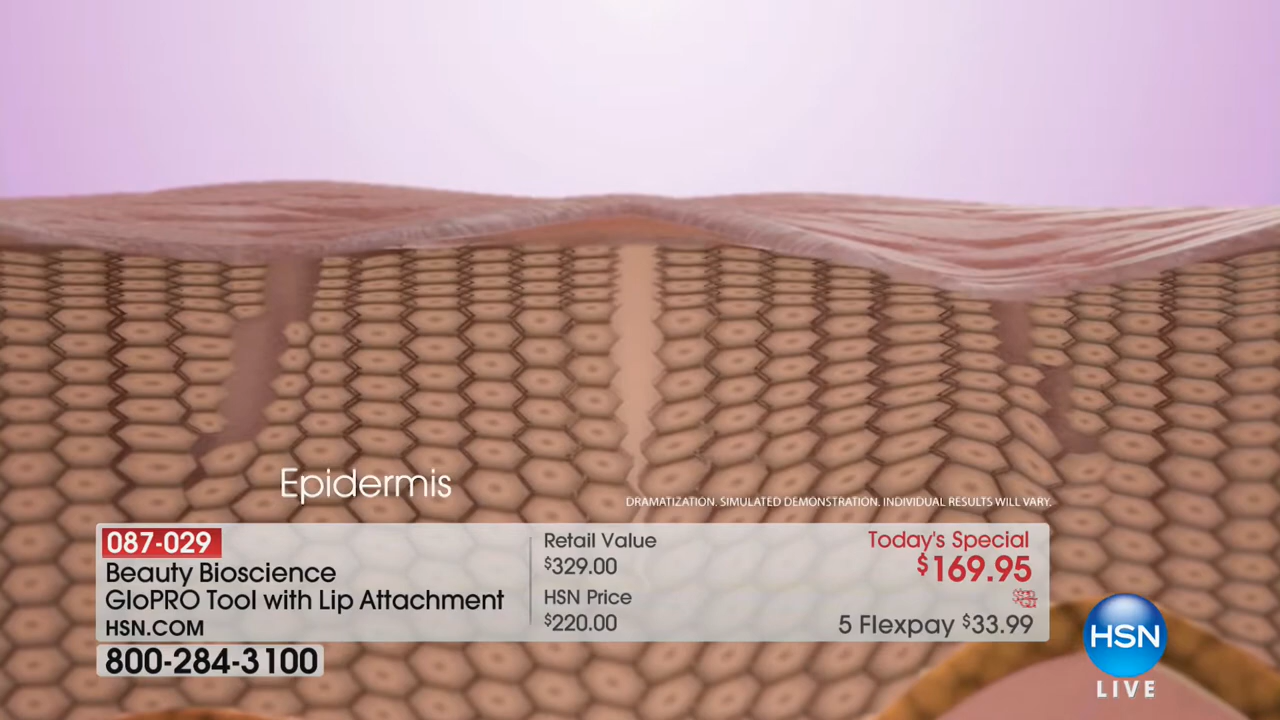 Epidermis
DRAMATIZATION. SIMULATED DEMONSTRATION. INDIVIDUAL RESULTS WILL VARY.
087-029
Beauty Bioscience
GloPRO Tool with Lip Attachment
HSN.COM
800-284-3100
Retail Value
$329.00
HSN Price
$220.00
Today's Special
$169.95
5 Flexpay $33.99
HSN
LIVE